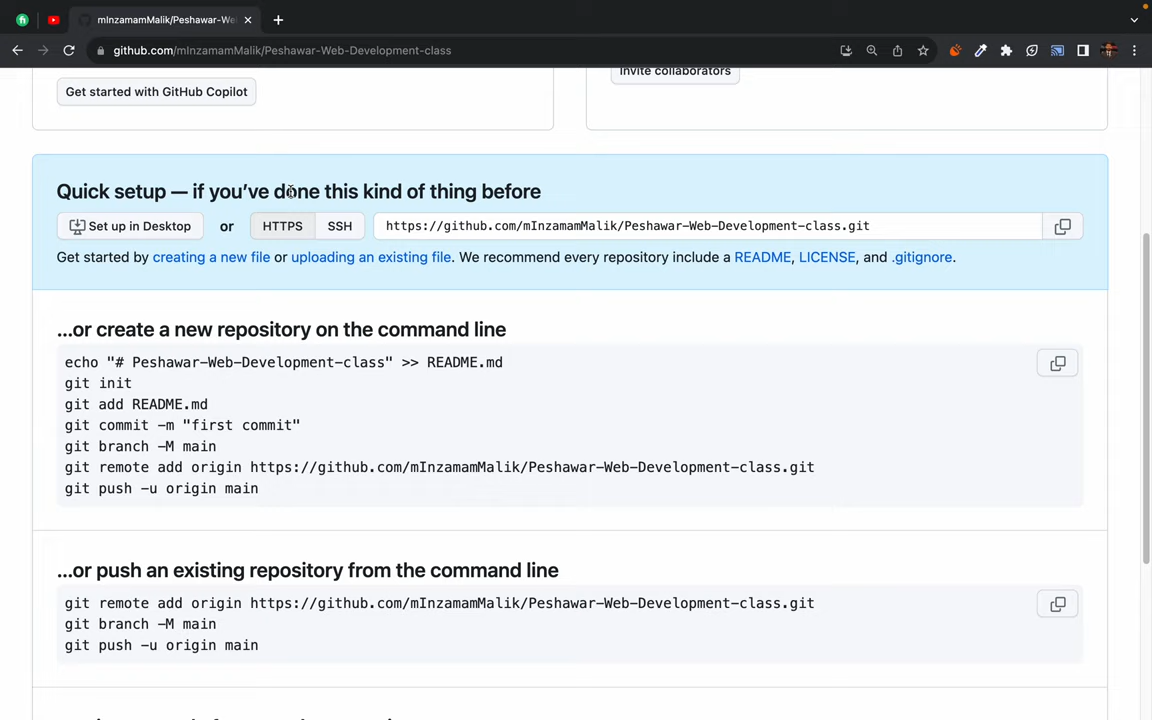 mInzamamMalik/Peshawar-We
github.com/mInzamamMalik/Peshawar-Web-Development-class
Get started with GitHub Copilot
Invite collaborators
Quick setup — if you've done this kind of thing before
Set up in Desktop or HTTPS SSH https://github.com/mInzamamMalik/Peshawar-Web-Development-class.git
Get started by creating a new file or uploading an existing file. We recommend every repository include a README, LICENSE, and .gitignore.
...or create a new repository on the command line
echo "# Peshawar-Web-Development-class" >> README.md
git init
git add README.md
git commit -m "first commit"
git branch -M main
git remote add origin https://github.com/mInzamamMalik/Peshawar-Web-Development-class.git
git push -u origin main
...or push an existing repository from the command line
git remote add origin https://github.com/mInzamamMalik/Peshawar-Web-Development-class.git
git branch -M main
git push -u origin main